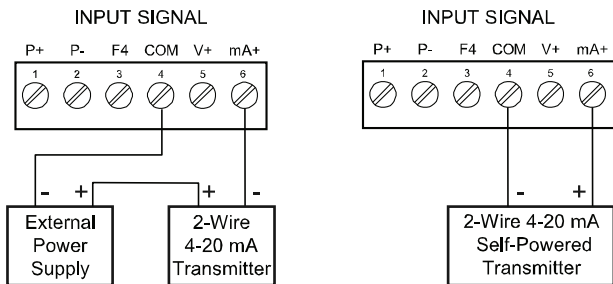 INPUT SIGNAL
P+ P- F4 COM V+ mA+
1 2 3 4 5 6
- + + -
External
Power
Supply
2-Wire
4-20 mA
Transmitter
INPUT SIGNAL
P+ P- F4 COM V+ mA+
1 2 3 4 5 6
- +
2-Wire 4-20 mA
Self-Powered
Transmitter